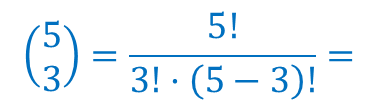 (5 3) = 5! / 3! · (5 − 3)! =